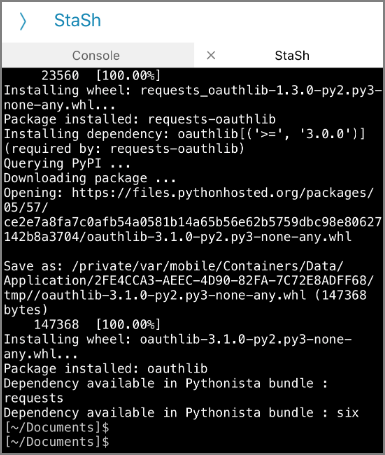 StaSh
Console
× StaSh
23560 [100.00%]
Installing wheel: requests_oauthlib-1.3.0-py2.py3-
none-any.whl...
Package installed: requests-oauthlib
Installing dependency: oauthlib[('>=', '3.0.0')]
(required by: requests-oauthlib)
Querying PyPI ...
Downloading package ...
Opening: https://files.pythonhosted.org/packages/
05/57/
ce2e7a8fa7c0afb54a0581b14a65b56e62b5759dbc98e80627
142b8a3704/oauthlib-3.1.0-py2.py3-none-any.whl
Save as: /private/var/mobile/Containers/Data/
Application/2FE4CCA3-AEEC-4D90-82FA-7C72E8ADFF68/
tmp//oauthlib-3.1.0-py2.py3-none-any.whl (147368
bytes)
147368 [100.00%]
Installing wheel: oauthlib-3.1.0-py2.py3-none-
any.whl...
Package installed: oauthlib
Dependency available in Pythonista bundle :
requests
Dependency available in Pythonista bundle : six
[~/Documents]$
[~/Documents]$